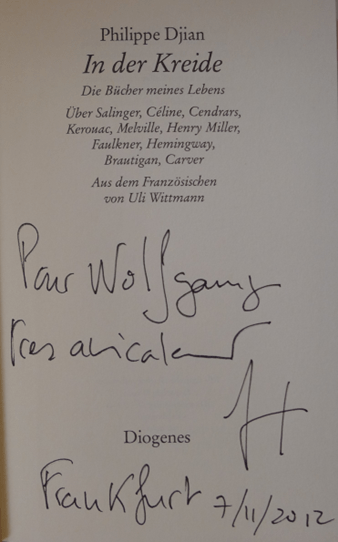 Philippe Djian
In der Kreide
Die Bücher meines Lebens
Über Salinger, Céline, Cendrars,
Kerouac, Melville, Henry Miller,
Faulkner, Hemingway,
Brautigan, Carver
Aus dem Französischen
von Uli Wittmann
Pour Wolfgang
très amicalement
Diogenes
Frankfurt 7/11/2012